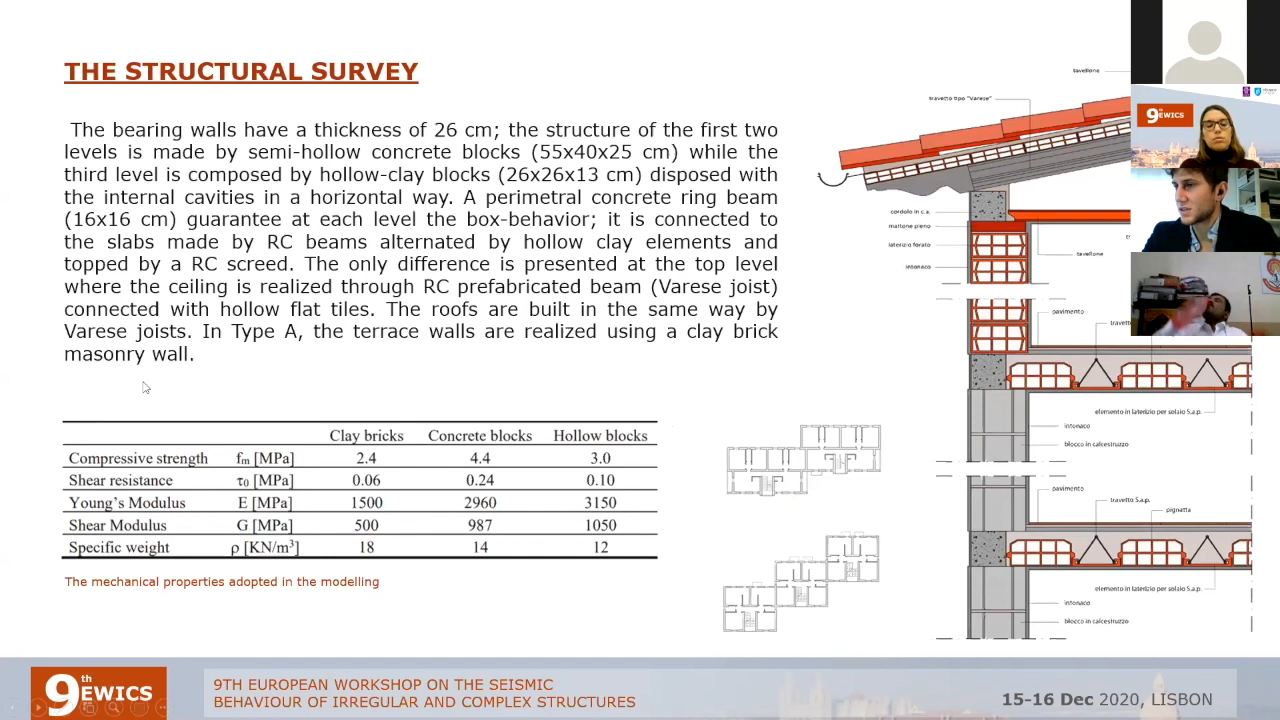 THE STRUCTURAL SURVEY
The bearing walls have a thickness of 26 cm; the structure of the first two
levels is made by semi-hollow concrete blocks (55x40x25 cm) while the
third level is composed by hollow-clay blocks (26x26x13 cm) disposed with
the internal cavities in a horizontal way. A perimetral concrete ring beam
(16x16 cm) guarantee at each level the box-behavior; it is connected to
the slabs made by RC beams alternated by hollow clay elements and
topped by a RC screed. The only difference is presented at the top level
where the ceiling is realized through RC prefabricated beam (Varese joist)
connected with hollow flat tiles. The roofs are built in the same way by
Varese joists. In Type A, the terrace walls are realized using a clay brick
masonry wall.
Clay bricks Concrete blocks Hollow blocks
Compressive strength fm [MPa] 2.4 4.4 3.0
Shear resistance τ0 [MPa] 0.06 0.24 0.10
Young's Modulus E [MPa] 1500 2960 3150
Shear Modulus G [MPa] 500 987 1050
Specific weight ρ [KN/m³] 18 14 12
The mechanical properties adopted in the modelling
tavellone
travetto tipo "Varese"
cordolo in c.a.
mattone pieno
laterizio forato
intonaco
tavellone
pavimento
elemento in laterizio per solaio S.a.p.
intonaco
blocco in calcestruzzo
pavimento
travetto S.a.p.
pignatta
elemento in laterizio per solaio S.a.p.
intonaco
blocco in calcestruzzo
9th EWICS
9th EWICS
9TH EUROPEAN WORKSHOP ON THE SEISMIC
BEHAVIOUR OF IRREGULAR AND COMPLEX STRUCTURES
15-16 Dec 2020, LISBON